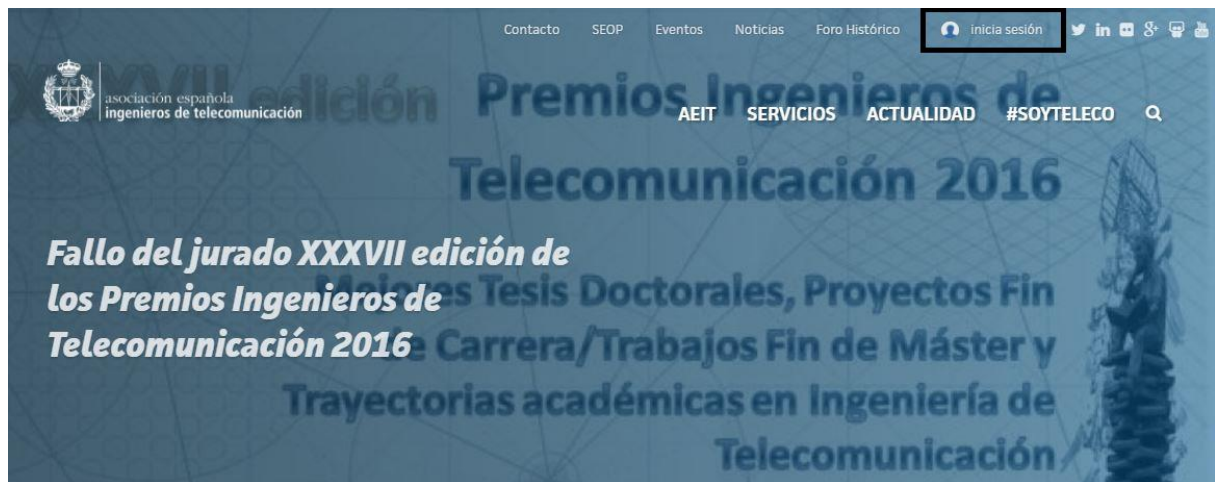 Contacto SEOP Eventos Noticias Foro Histórico inicia sesión
asociación española
ingenieros de telecomunicación
AEIT SERVICIOS ACTUALIDAD #SOYTELECO
XXXVII edición Premios Ingenieros de
Telecomunicación 2016
Fallo del jurado XXXVII edición de
los Premios Ingenieros de
Telecomunicación 2016
Mejores Tesis Doctorales, Proyectos Fin
de Carrera/Trabajos Fin de Máster y
Trayectorias académicas en Ingeniería de
Telecomunicación